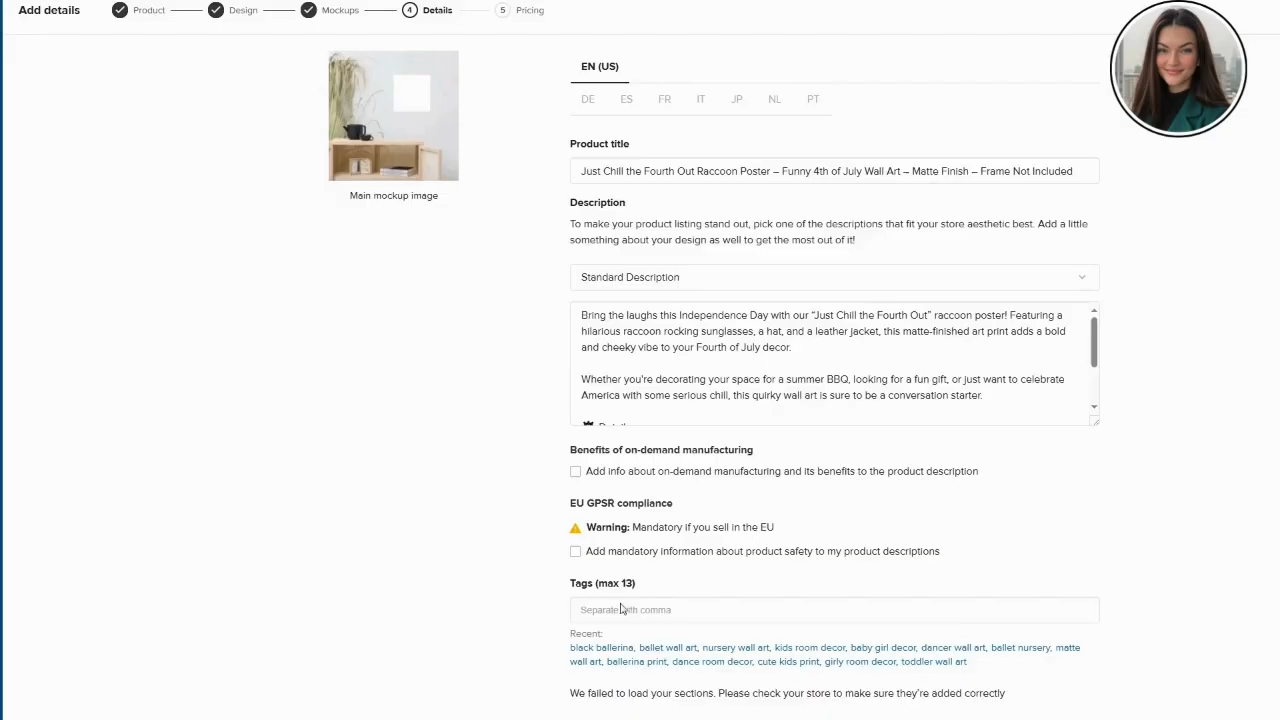 Add details
Product
Design
Mockups
4 Details
5 Pricing
EN (US)
DE ES FR IT JP NL PT
Main mockup image
Product title
Just Chill the Fourth Out Raccoon Poster – Funny 4th of July Wall Art – Matte Finish – Frame Not Included
Description
To make your product listing stand out, pick one of the descriptions that fit your store aesthetic best. Add a little
something about your design as well to get the most out of it!
Standard Description
Bring the laughs this Independence Day with our “Just Chill the Fourth Out” raccoon poster! Featuring a
hilarious raccoon rocking sunglasses, a hat, and a leather jacket, this matte-finished art print adds a bold
and cheeky vibe to your Fourth of July decor.
Whether you're decorating your space for a summer BBQ, looking for a fun gift, or just want to celebrate
America with some serious chill, this quirky wall art is sure to be a conversation starter.
Benefits of on-demand manufacturing
Add info about on-demand manufacturing and its benefits to the product description
EU GPSR compliance
Warning: Mandatory if you sell in the EU
Add mandatory information about product safety to my product descriptions
Tags (max 13)
Separate with comma
Recent:
black ballerina, ballet wall art, nursery wall art, kids room decor, baby girl decor, dancer wall art, ballet nursery, matte
wall art, ballerina print, dance room decor, cute kids print, girly room decor, toddler wall art
We failed to load your sections. Please check your store to make sure they're added correctly